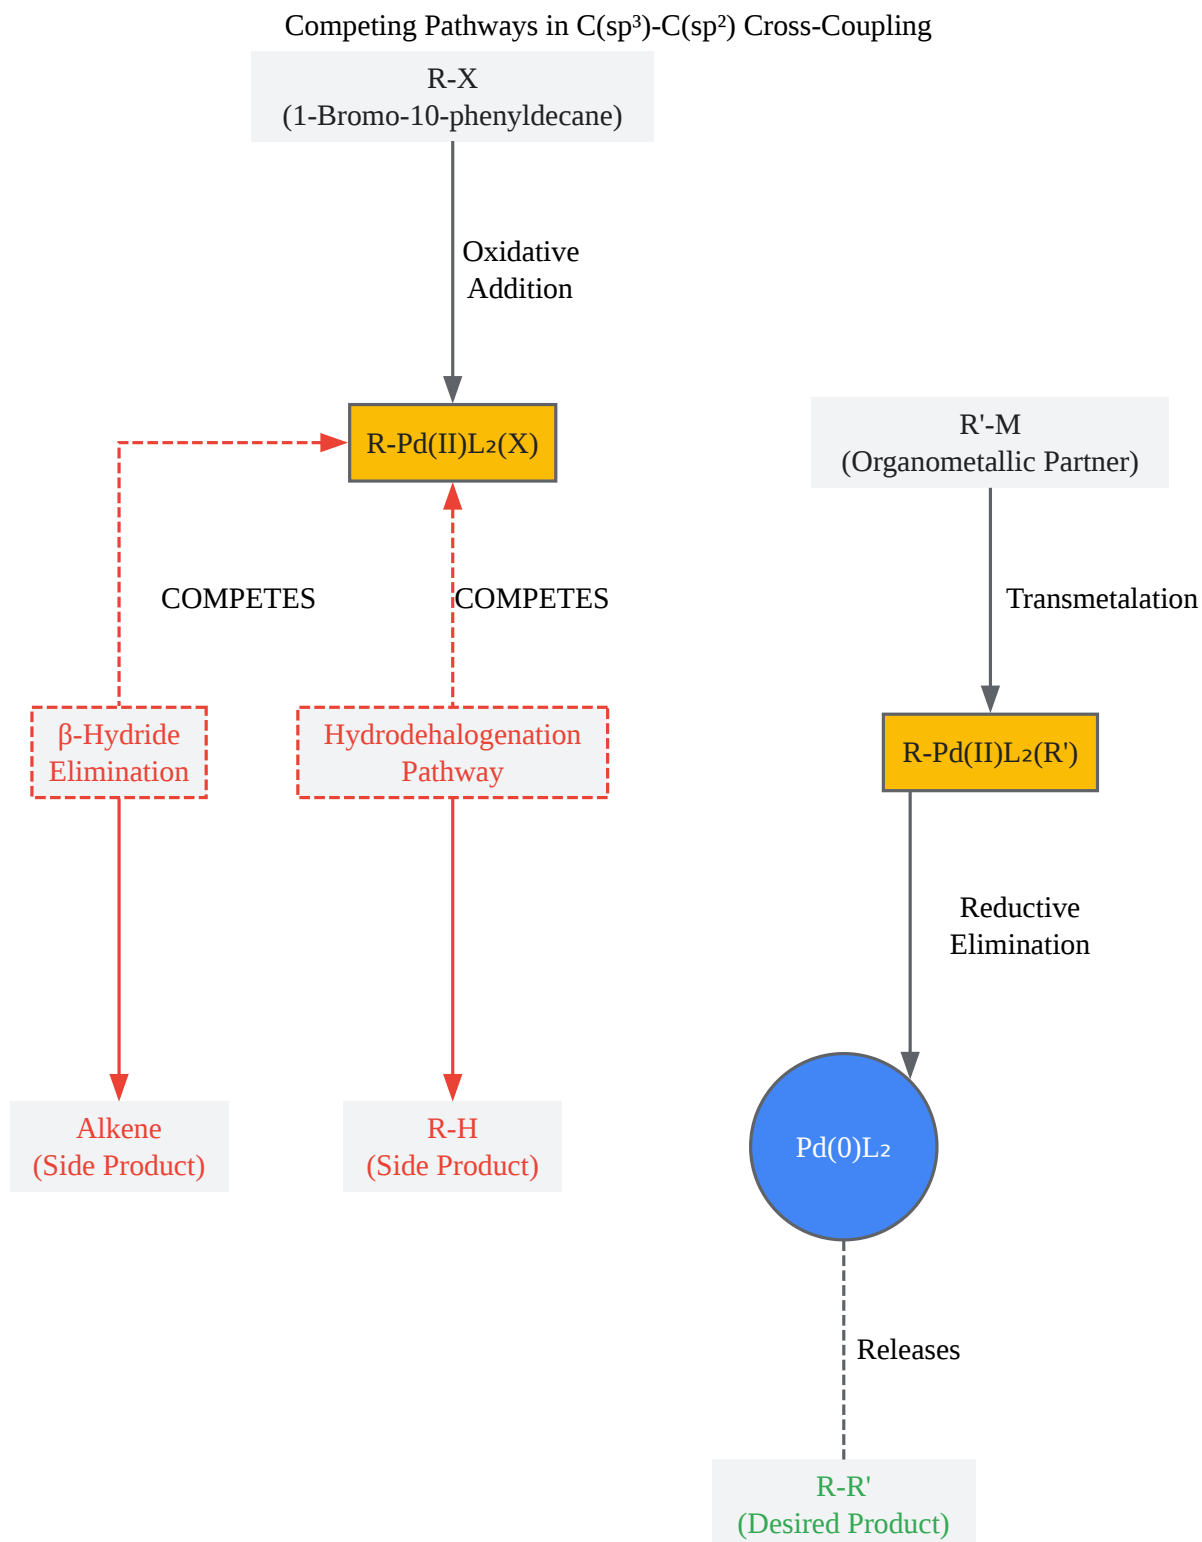 Competing Pathways in C(sp³)-C(sp²) Cross-Coupling
R-X
(1-Bromo-10-phenyldecane)
Oxidative
Addition
R-Pd(II)L₂(X)
R'-M
(Organometallic Partner)
COMPETES
COMPETES
Transmetalation
β-Hydride
Elimination
Hydrodehalogenation
Pathway
R-Pd(II)L₂(R')
Reductive
Elimination
Alkene
(Side Product)
R-H
(Side Product)
Pd(0)L₂
Releases
R-R'
(Desired Product)